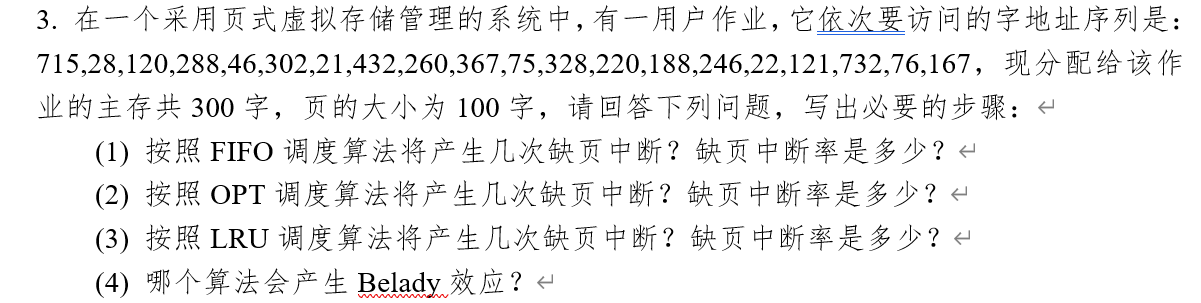 3. 在一个采用页式虚拟存储管理的系统中,有一用户作业,它依次要访问的字地址序列是:
715,28,120,288,46,302,21,432,260,367,75,328,220,188,246,22,121,732,76,167，现分配给该作
业的主存共 300 字，页的大小为 100 字，请回答下列问题，写出必要的步骤：↵
(1) 按照 FIFO 调度算法将产生几次缺页中断？缺页中断率是多少？↵
(2) 按照 OPT 调度算法将产生几次缺页中断？缺页中断率是多少？↵
(3) 按照 LRU 调度算法将产生几次缺页中断？缺页中断率是多少？↵
(4) 哪个算法会产生 Belady 效应？↵